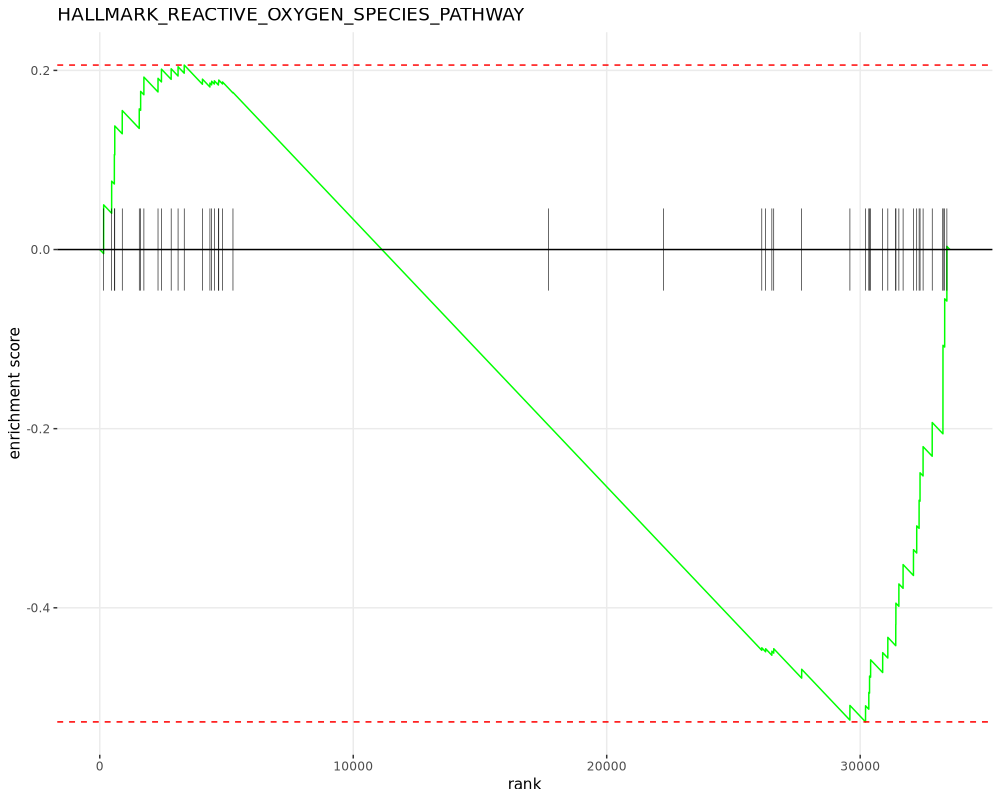 HALLMARK_REACTIVE_OXYGEN_SPECIES_PATHWAY
0.2
0.0
-0.2
-0.4
enrichment score
0
10000
20000
30000
rank